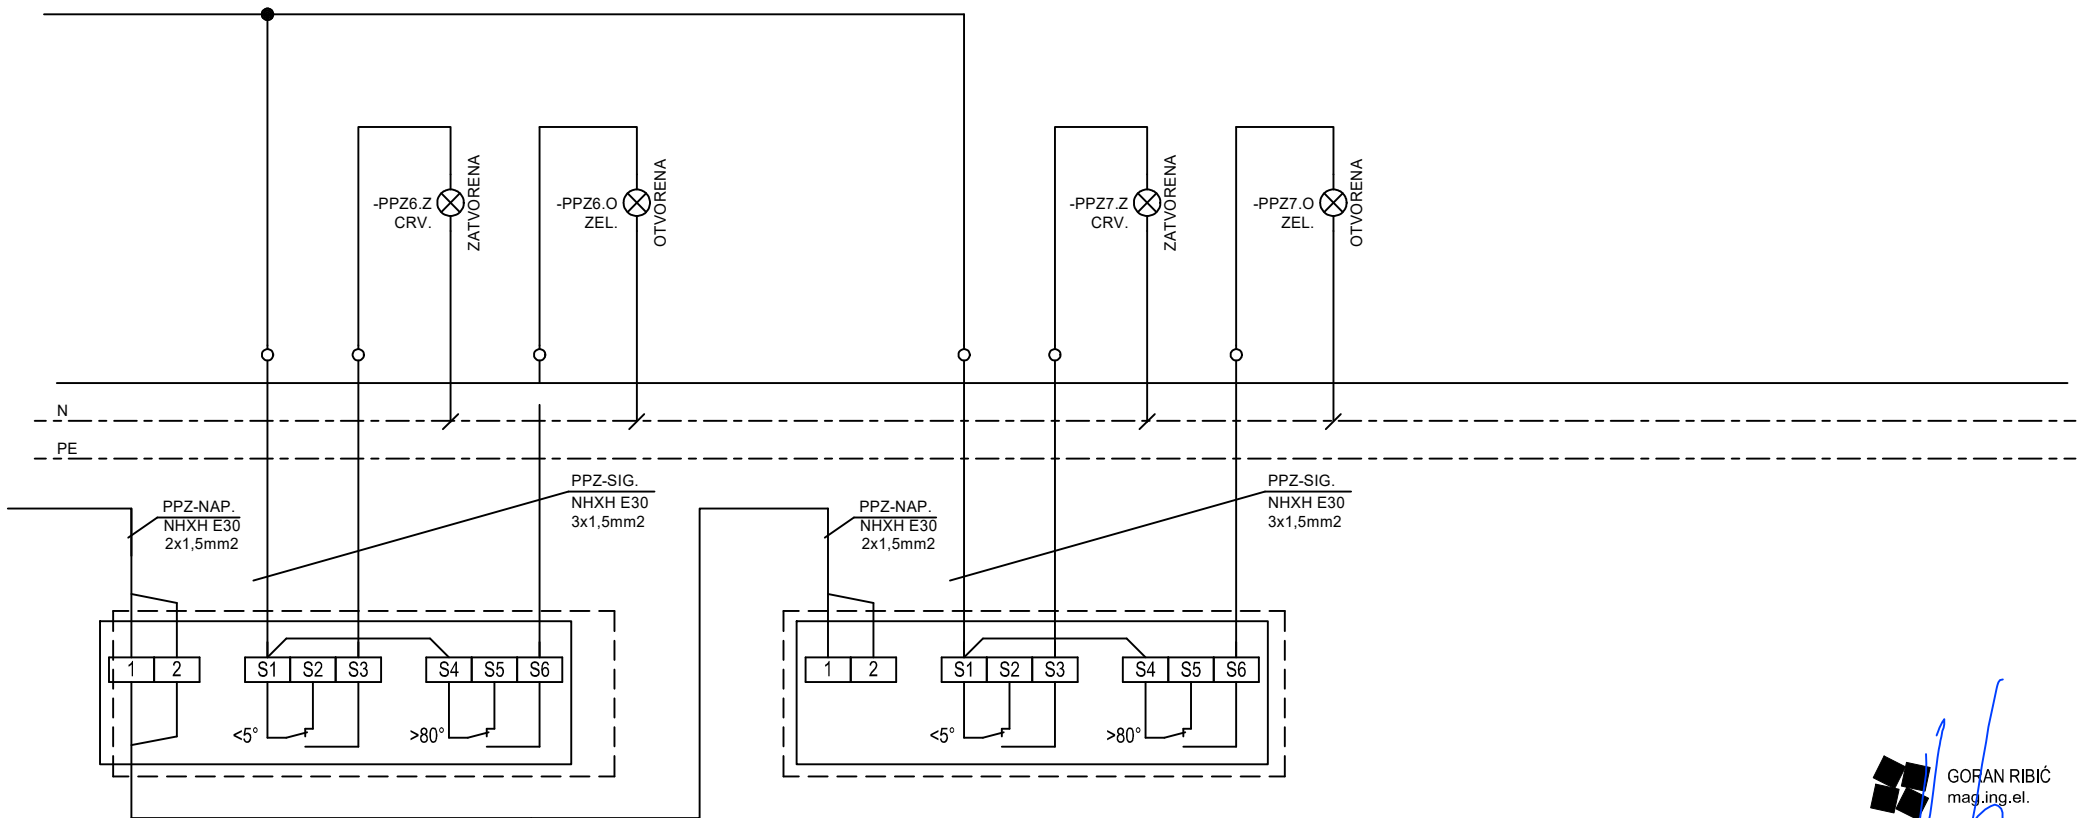 -PPZ6.Z
CRV.
ZATVORENA
-PPZ6.O
ZEL.
OTVORENA
-PPZ7.Z
CRV.
ZATVORENA
-PPZ7.O
ZEL.
OTVORENA
N
PE
PPZ-NAP.
NHXH E30
2x1,5mm2
PPZ-SIG.
NHXH E30
3x1,5mm2
PPZ-NAP.
NHXH E30
2x1,5mm2
PPZ-SIG.
NHXH E30
3x1,5mm2
1 2 S1 S2 S3 S4 S5 S6
<5° >80°
1 2 S1 S2 S3 S4 S5 S6
<5° >80°
GORAN RIBIĆ
mag.ing.el.